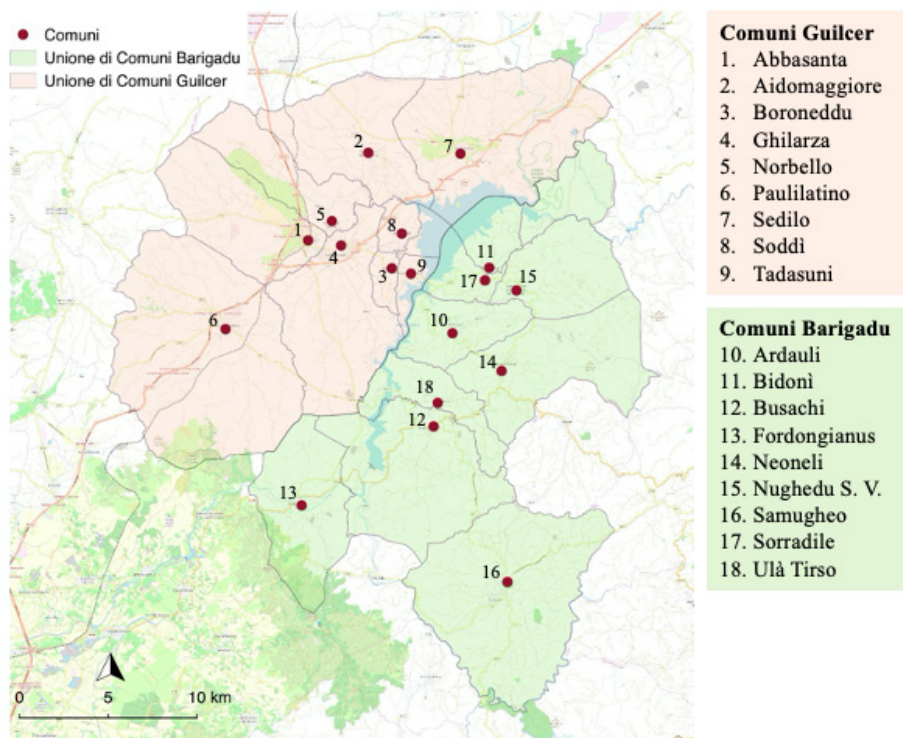 Comuni
Unione di Comuni Barigadu
Unione di Comuni Guilcer
2
7
5
1
4
8
3
9
11
17
15
6
10
14
18
12
13
16
0 5 10 km
Comuni Guilcer
1. Abbasanta
2. Aidomaggiore
3. Boroneddu
4. Ghilarza
5. Norbello
6. Paulilatino
7. Sedilo
8. Soddì
9. Tadasuni
Comuni Barigadu
10. Ardauli
11. Bidonì
12. Busachi
13. Fordongianus
14. Neoneli
15. Nughedu S. V.
16. Samugheo
17. Sorradile
18. Ulà Tirso